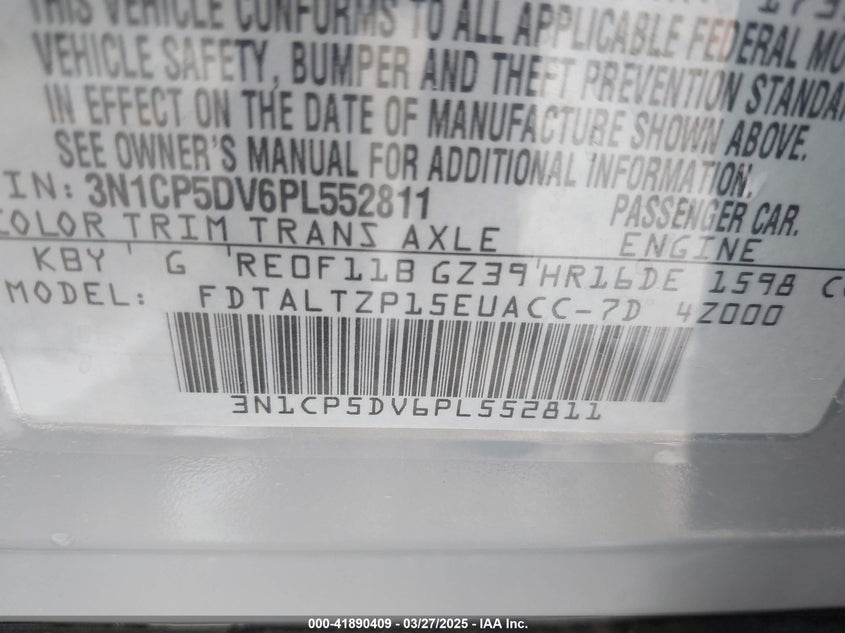 THIS VEHICLE CONFORMS TO ALL APPLICABLE FEDERAL MO
VEHICLE SAFETY, BUMPER AND THEFT PREVENTION STANDA
IN EFFECT ON THE DATE OF MANUFACTURE SHOWN ABOVE.
SEE OWNER'S MANUAL FOR ADDITIONAL INFORMATION.
IN: 3N1CP5DV6PL552811 PASSENGER CAR.
COLOR TRIM TRANS AXLE ENGINE
KBY G RE0F11B GZ39 HR16DE 1598 C
MODEL: FDTALTZP15EUACC-7D 4Z000
3N1CP5DV6PL552811
000-41890409 - 03/27/2025 - IAA Inc.